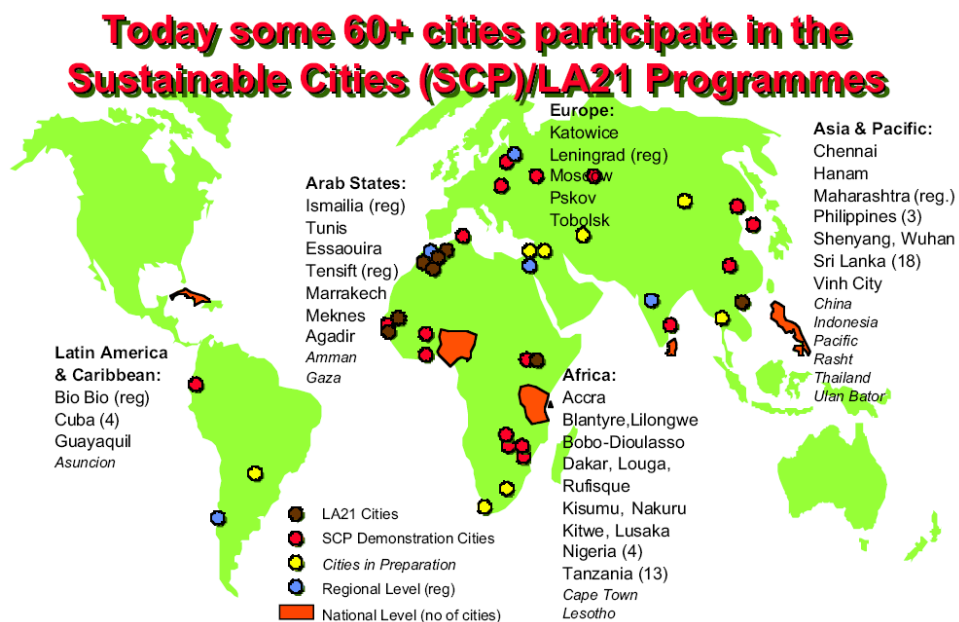 Today some 60+ cities participate in the
Sustainable Cities (SCP)/LA21 Programmes
Europe:
Katowice
Leningrad (reg)
Moscow
Pskov
Tobolsk
Asia & Pacific:
Chennai
Hanam
Maharashtra (reg.)
Philippines (3)
Shenyang, Wuhan
Sri Lanka (18)
Vinh City
China
Indonesia
Pacific
Rasht
Thailand
Ulan Bator
Arab States:
Ismailia (reg)
Tunis
Essaouira
Tensift (reg)
Marrakech
Meknes
Agadir
Amman
Gaza
Latin America
& Caribbean:
Bio Bio (reg)
Cuba (4)
Guayaquil
Asuncion
Africa:
Accra
Blantyre,Lilongwe
Bobo-Dioulasso
Dakar, Louga,
Rufisque
Kisumu, Nakuru
Kitwe, Lusaka
Nigeria (4)
Tanzania (13)
Cape Town
Lesotho
LA21 Cities
SCP Demonstration Cities
Cities in Preparation
Regional Level (reg)
National Level (no of cities)